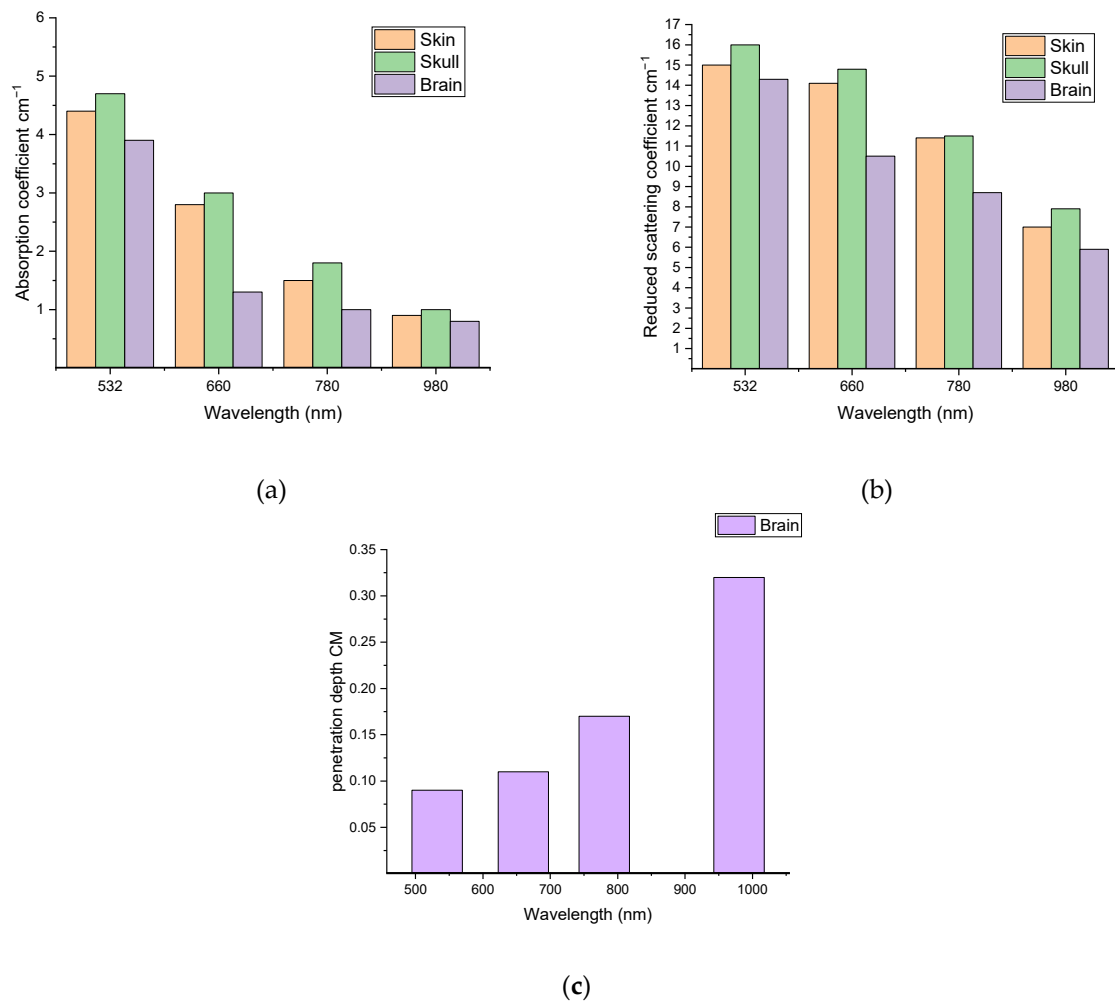 6
5
4
3
2
1
Absorption coefficient cm−1
Skin
Skull
Brain
532
660
780
980
Wavelength (nm)
(a)
17
16
15
14
13
12
11
10
9
8
7
6
5
4
3
2
1
Reduced scattering coefficient cm−1
Skin
Skull
Brain
532
660
780
980
Wavelength (nm)
(b)
Brain
0.35
0.30
0.25
0.20
0.15
0.10
0.05
penetration depth CM
500
600
700
800
900
1000
Wavelength (nm)
(c)